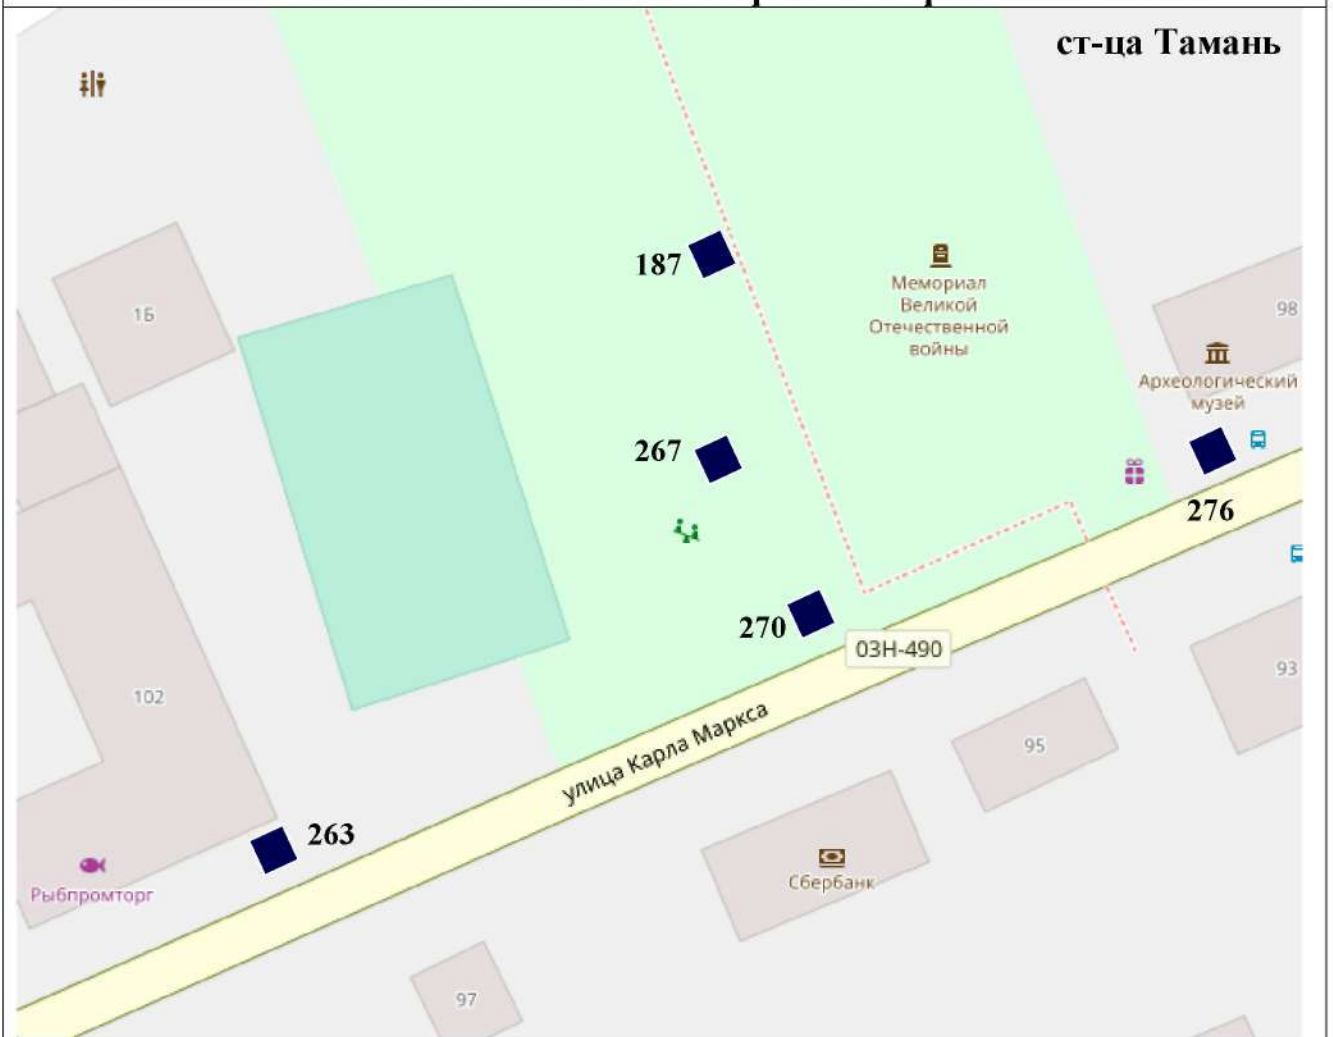 ст-ца Тамань
187
Мемориал
Великой
Отечественной
войны
98
1Б
Археологический
музей
267
276
270
03Н-490
93
102
улица Карла Маркса
95
263
Рыбпромторг
Сбербанк
97